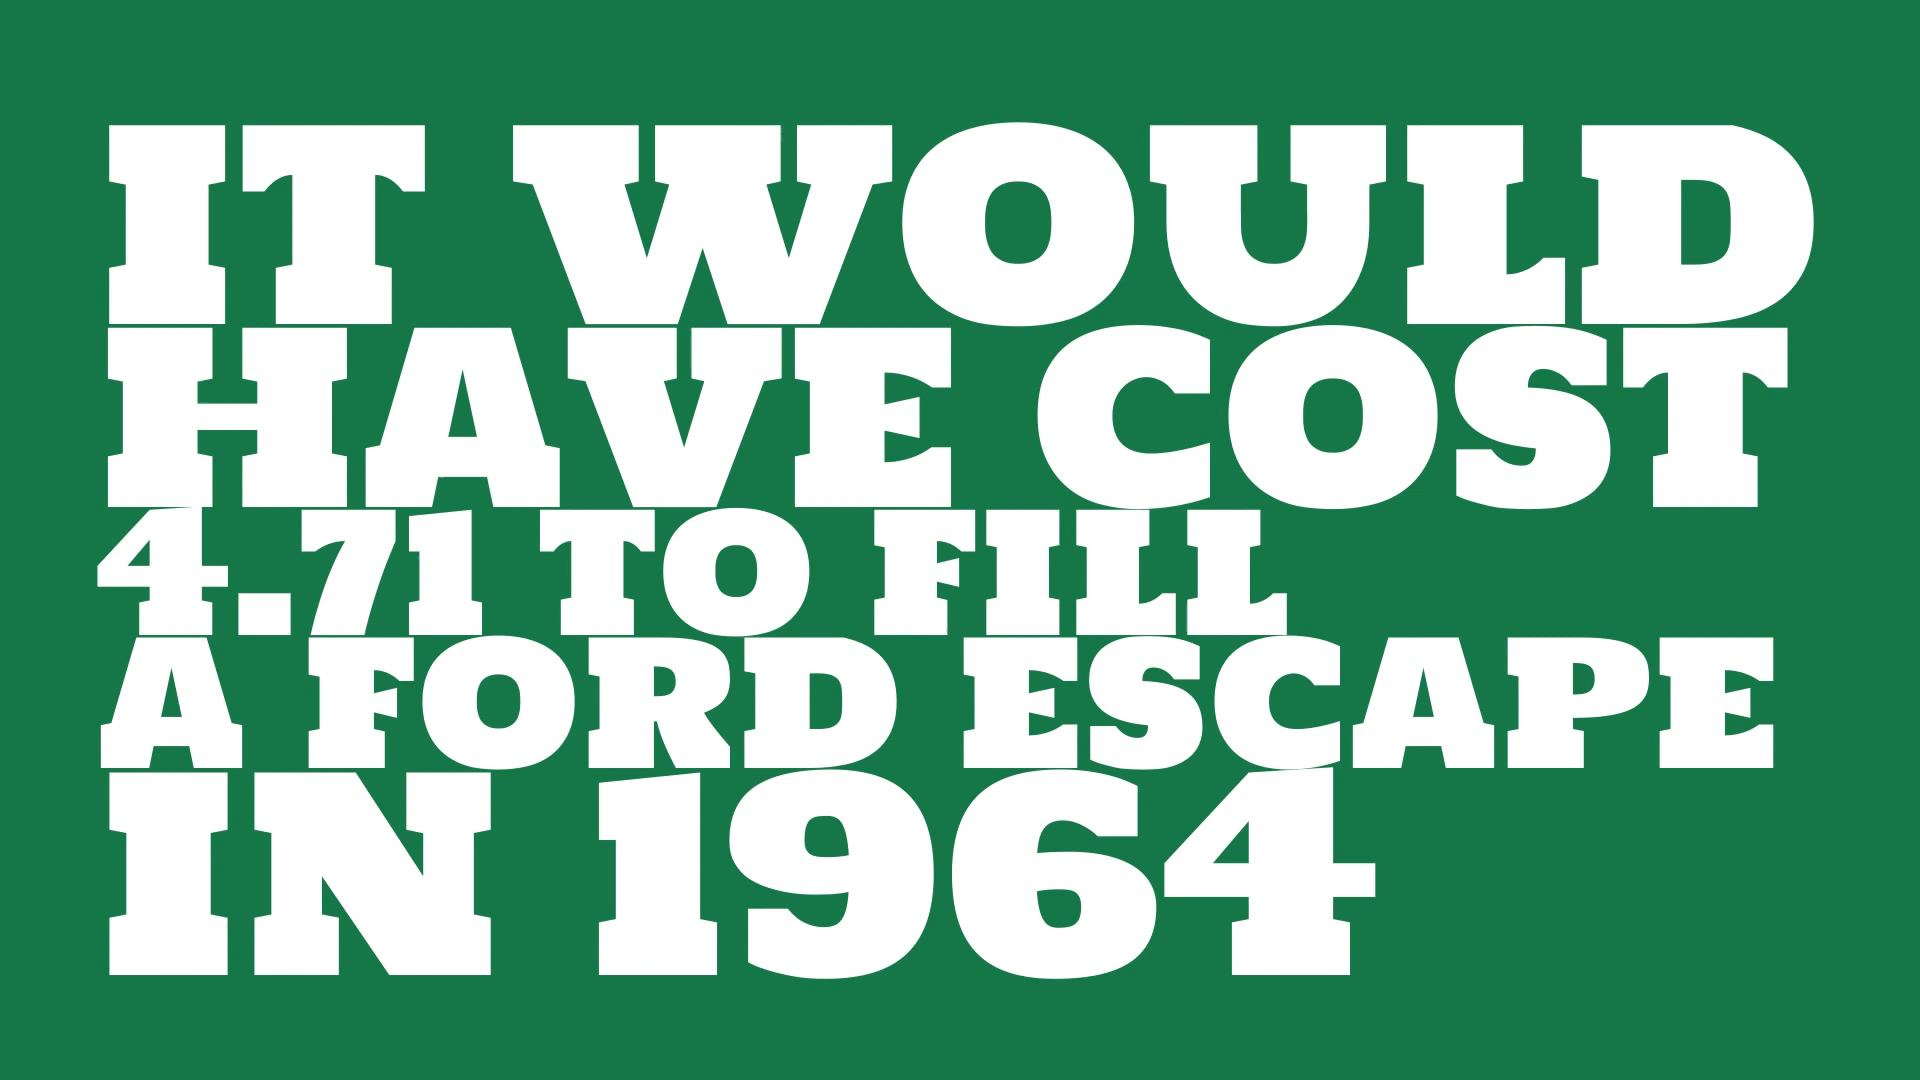 IT WOULD
HAVE COST
4.71 TO FILL
A FORD ESCAPE
IN 1964